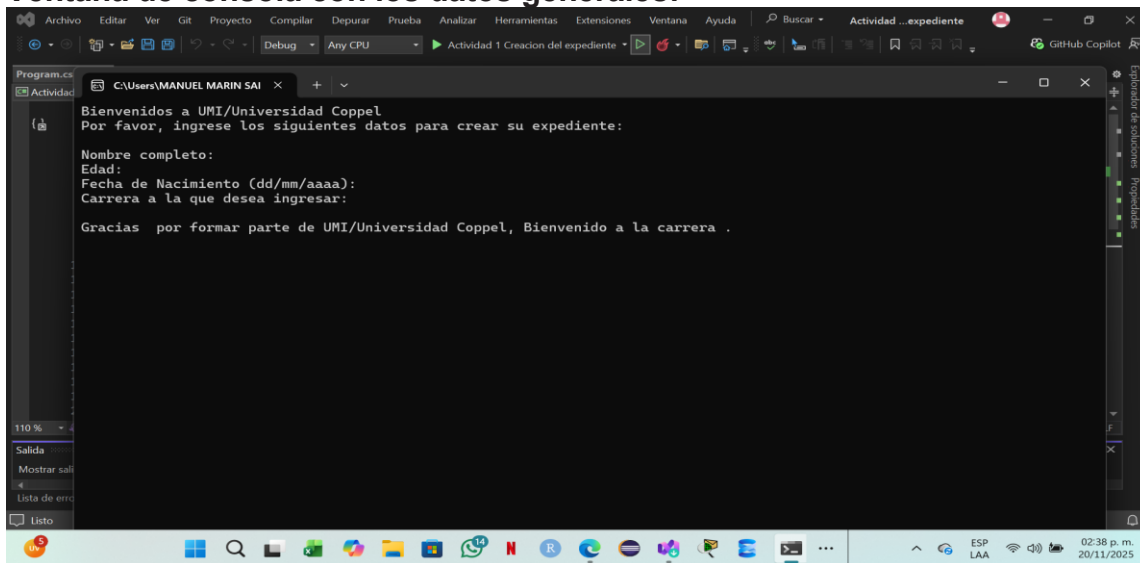 Ventana de consola con los datos generales.
Archivo Editar Ver Git Proyecto Compilar Depurar Prueba Analizar Herramientas Extensiones Ventana Ayuda Buscar Actividad ...expediente
Debug Any CPU Actividad 1 Creacion del expediente GitHub Copilot
Program.cs
C:\Users\MANUEL MARIN SAI
Actividad
Bienvenidos a UMI/Universidad Coppel
Por favor, ingrese los siguientes datos para crear su expediente:
Nombre completo:
Edad:
Fecha de Nacimiento (dd/mm/aaaa):
Carrera a la que desea ingresar:
Gracias  por formar parte de UMI/Universidad Coppel, Bienvenido a la carrera .
Explorador de soluciones
Propiedades
110 %
Salida
Mostrar sali
Lista de erro
Listo
5
UV
14
N
R
ESP
LAA
02:38 p. m.
20/11/2025